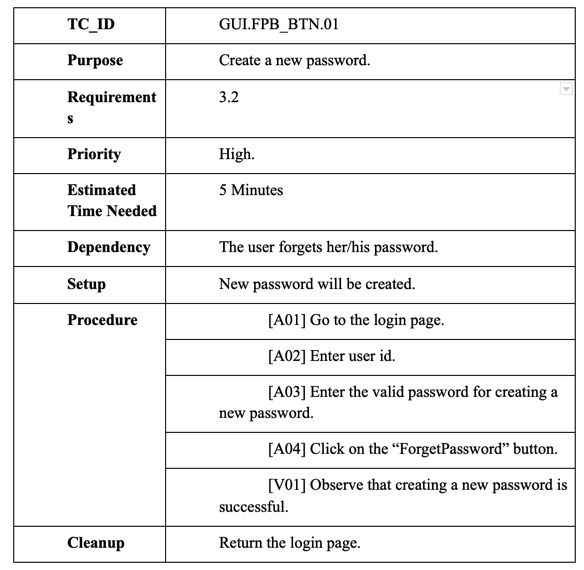 TC_ID GUI.FPB_BTN.01
Purpose Create a new password.
Requirement 3.2
s
Priority High.
Estimated 5 Minutes
Time Needed
Dependency The user forgets her/his password.
Setup New password will be created.
Procedure [A01] Go to the login page.
[A02] Enter user id.
[A03] Enter the valid password for creating a
new password.
[A04] Click on the “ForgetPassword” button.
[V01] Observe that creating a new password is
successful.
Cleanup Return the login page.